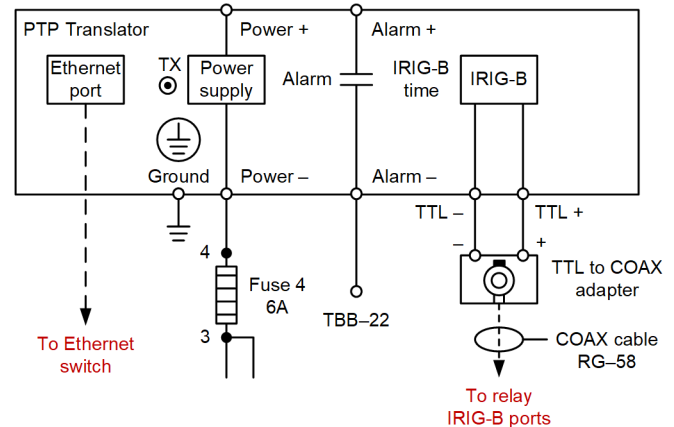 PTP Translator
Power +
Alarm +
Ethernet
port
TX
Power
supply
Alarm
IRIG-B
time
IRIG-B
Ground
Power –
Alarm –
TTL –
TTL +
–
+
4
Fuse 4
6A
3
TBB–22
TTL to COAX
adapter
To Ethernet
switch
COAX cable
RG–58
To relay
IRIG-B ports